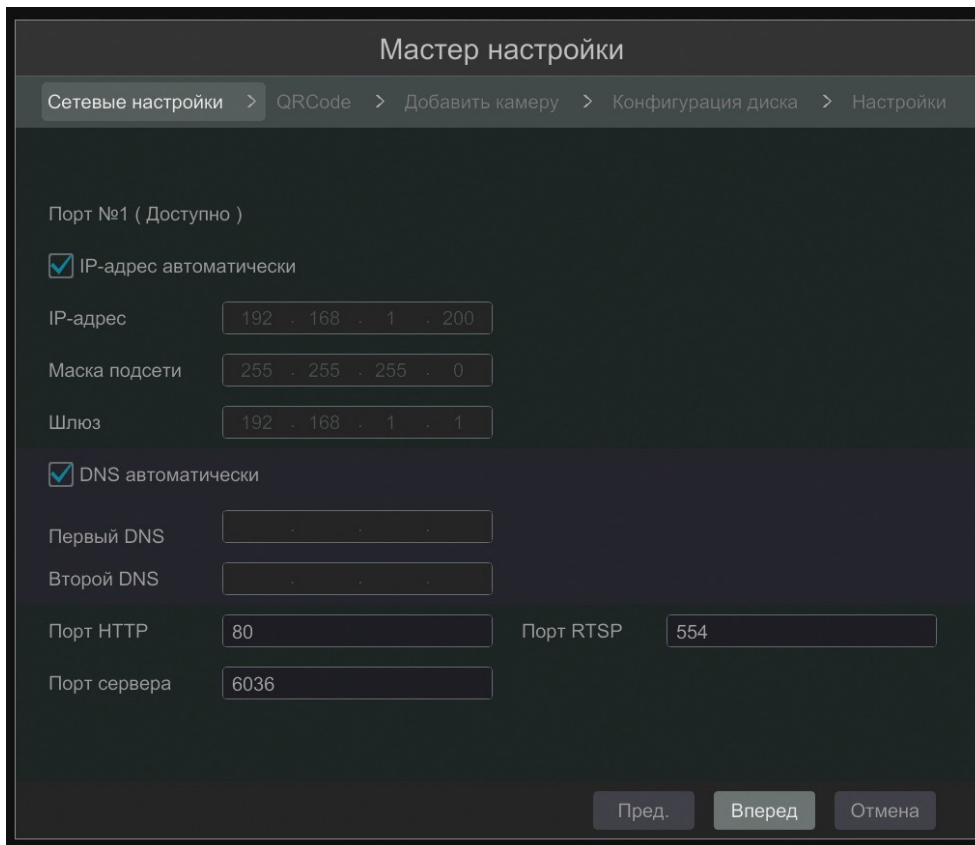 Мастер настройки
Сетевые настройки > QRCode > Добавить камеру > Конфигурация диска > Настройки
Порт №1 ( Доступно )
IP-адрес автоматически
IP-адрес 192 . 168 . 1 . 200
Маска подсети 255 . 255 . 255 . 0
Шлюз 192 . 168 . 1 . 1
DNS автоматически
Первый DNS . . .
Второй DNS . . .
Порт HTTP 80 Порт RTSP 554
Порт сервера 6036
Пред. Вперед Отмена